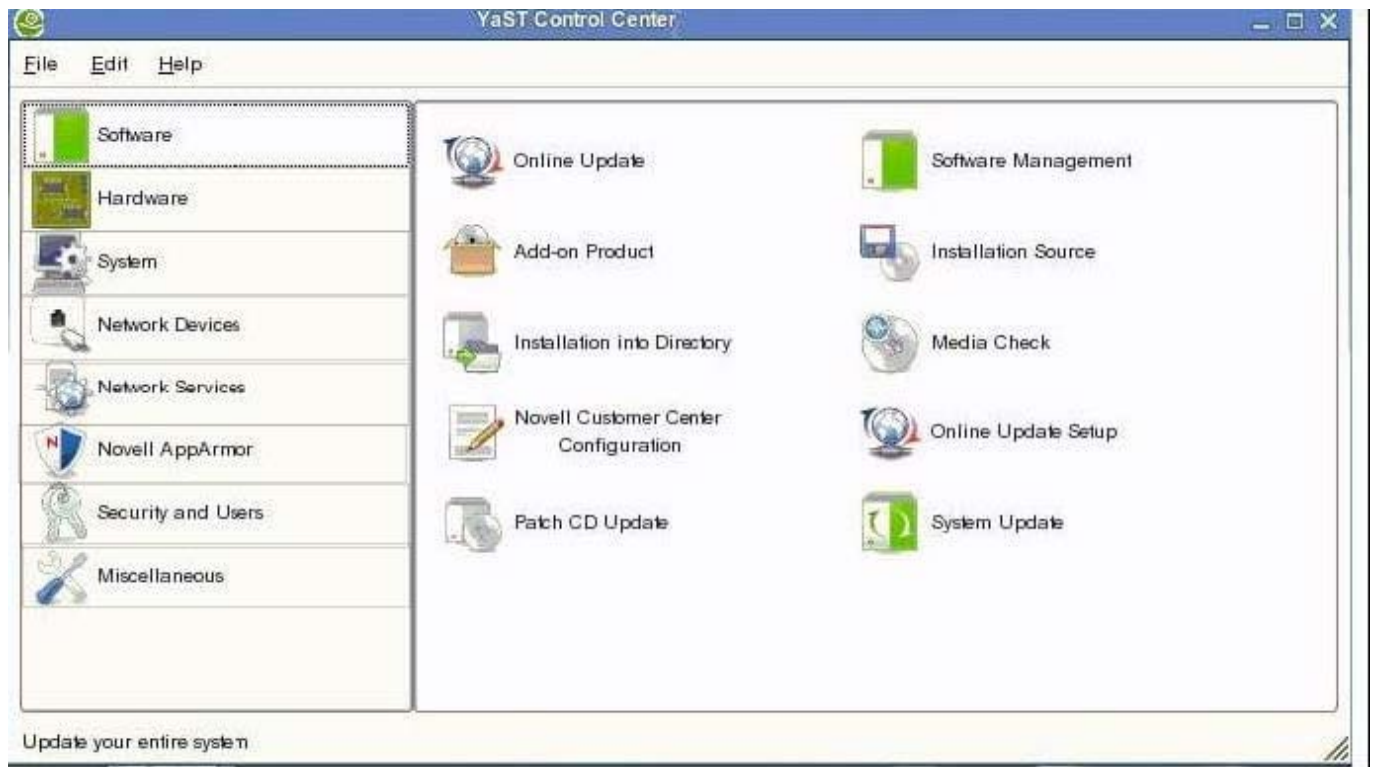 YaST Control Center
File Edit Help
Software
Hardware
System
Network Devices
Network Services
Novell AppArmor
Security and Users
Miscellaneous
Online Update
Software Management
Add-on Product
Installation Source
Installation into Directory
Media Check
Novell Customer Center
Configuration
Online Update Setup
Patch CD Update
System Update
Update your entire system